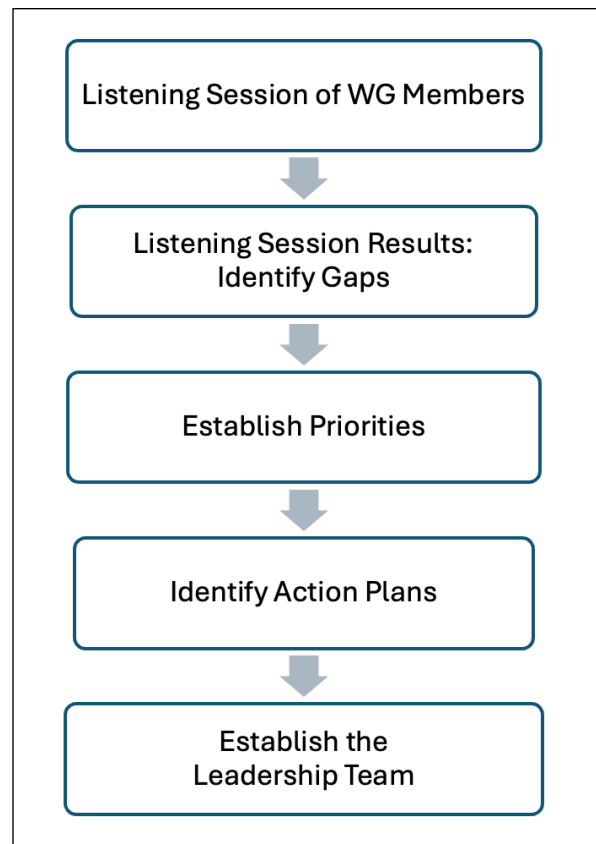 Listening Session of WG Members
Listening Session Results:
Identify Gaps
Establish Priorities
Identify Action Plans
Establish the
Leadership Team